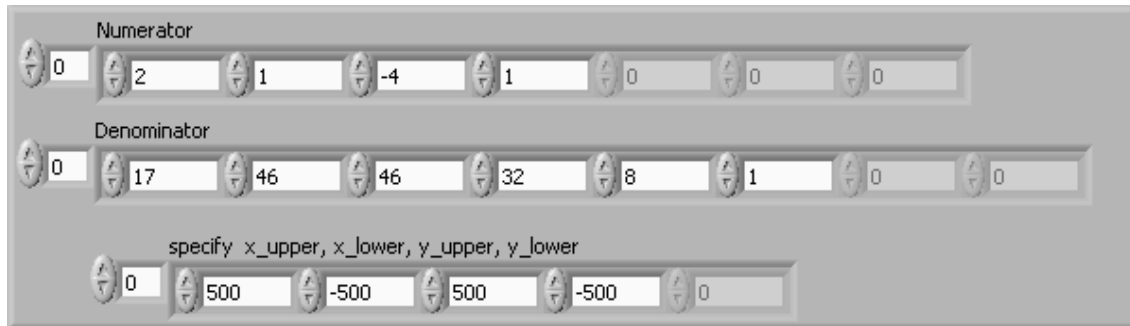 Numerator
0 2 1 -4 1 0 0 0
Denominator
0 17 46 46 32 8 1 0 0
specify x_upper, x_lower, y_upper, y_lower
0 500 -500 500 -500 0